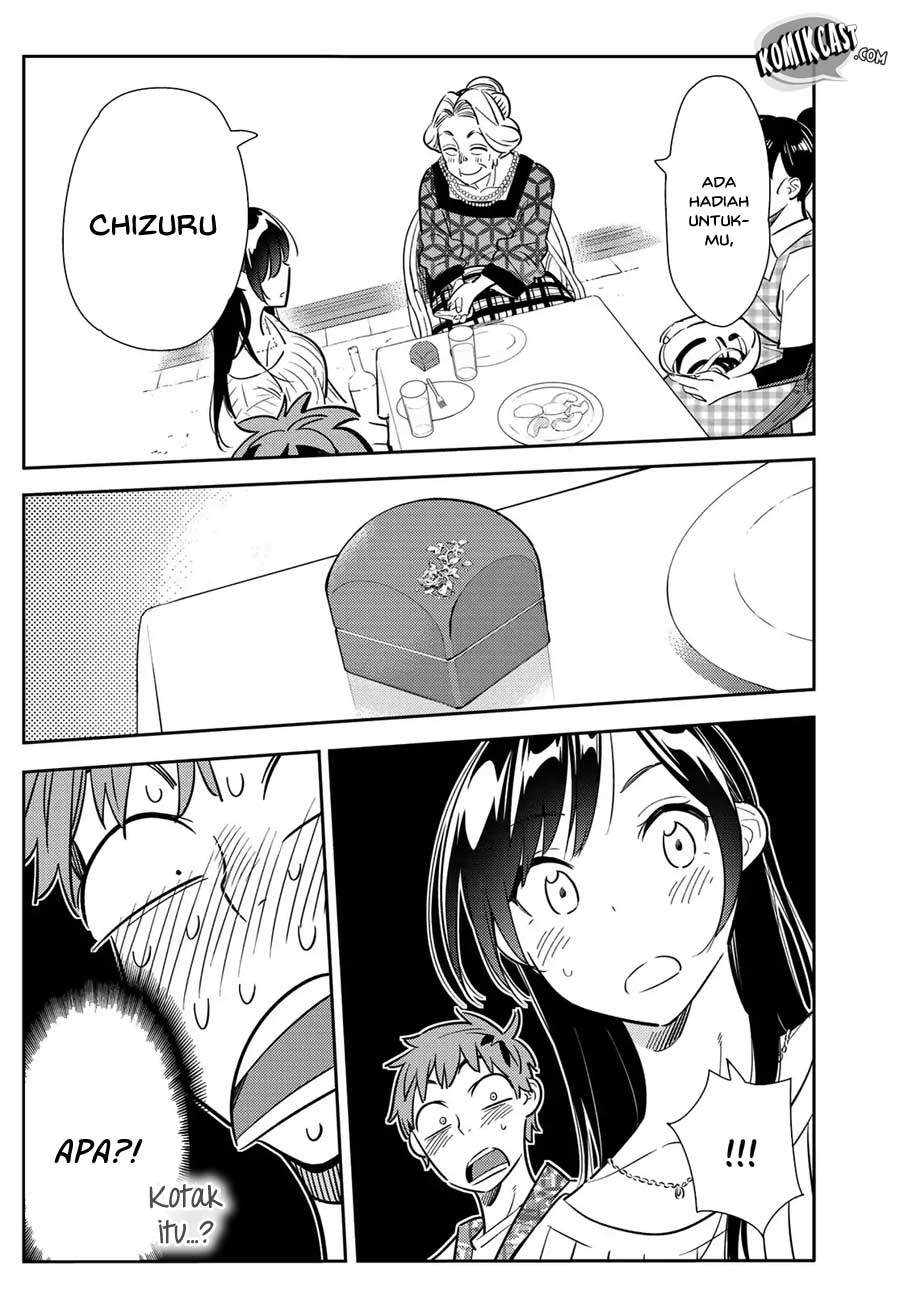 KOMIKCAST
.COM
ADA
HADIAH
UNTUK-
MU,
CHIZURU
!!!
APA?!
Kotak
itu...?